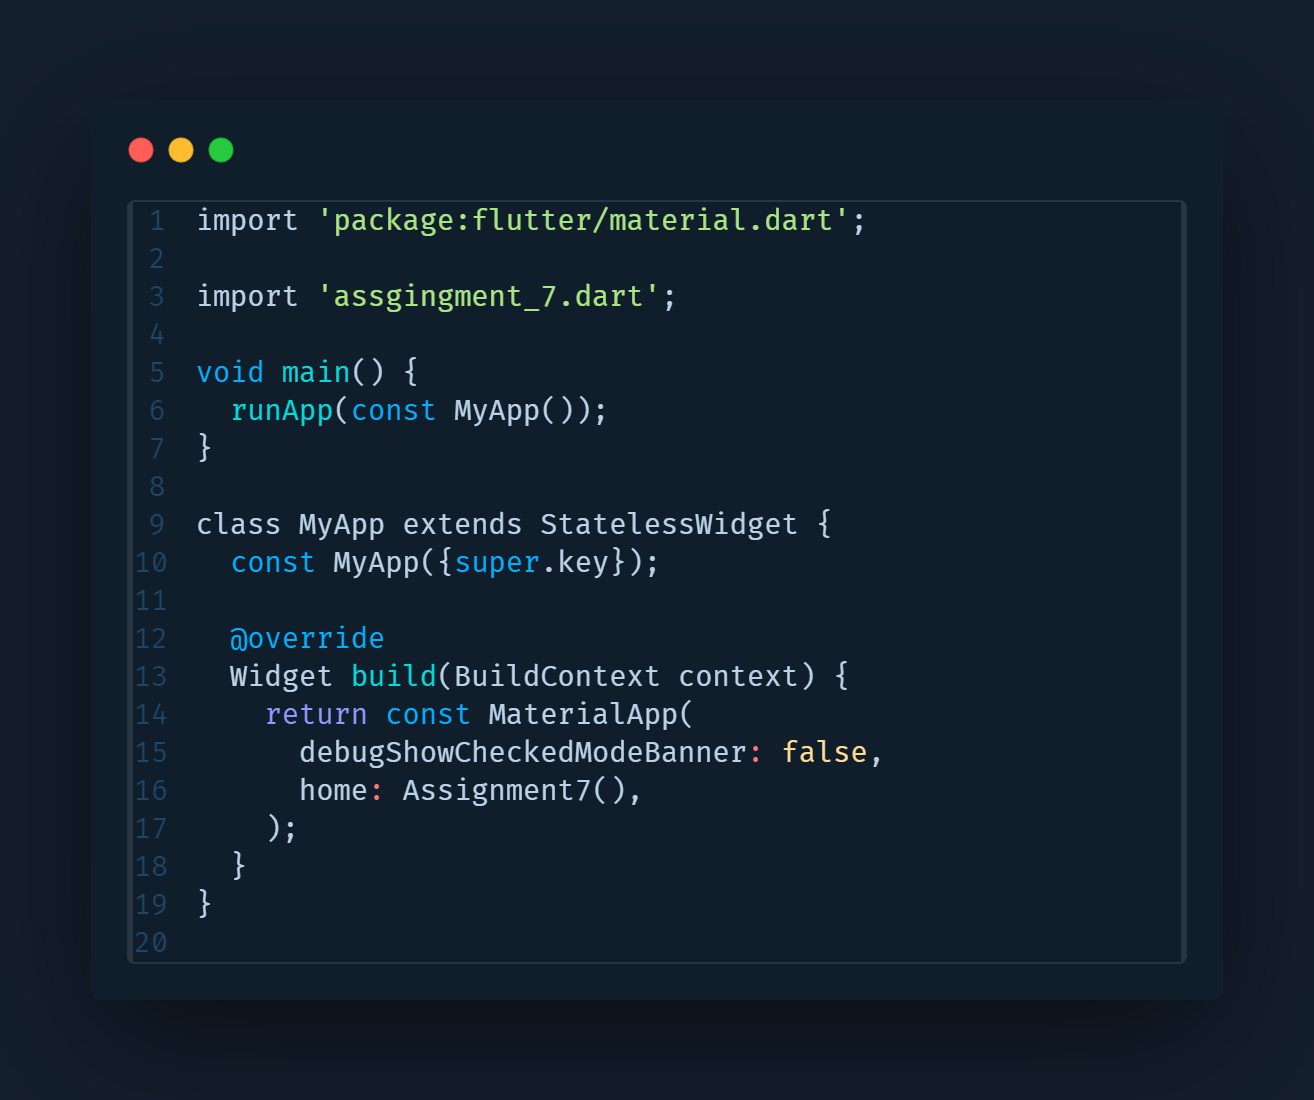 1 import 'package:flutter/material.dart';
2
3 import 'assgingment_7.dart';
4
5 void main() {
6   runApp(const MyApp());
7 }
8
9 class MyApp extends StatelessWidget {
10   const MyApp({super.key});
11
12   @override
13   Widget build(BuildContext context) {
14     return const MaterialApp(
15       debugShowCheckedModeBanner: false,
16       home: Assignment7(),
17     );
18   }
19 }
20